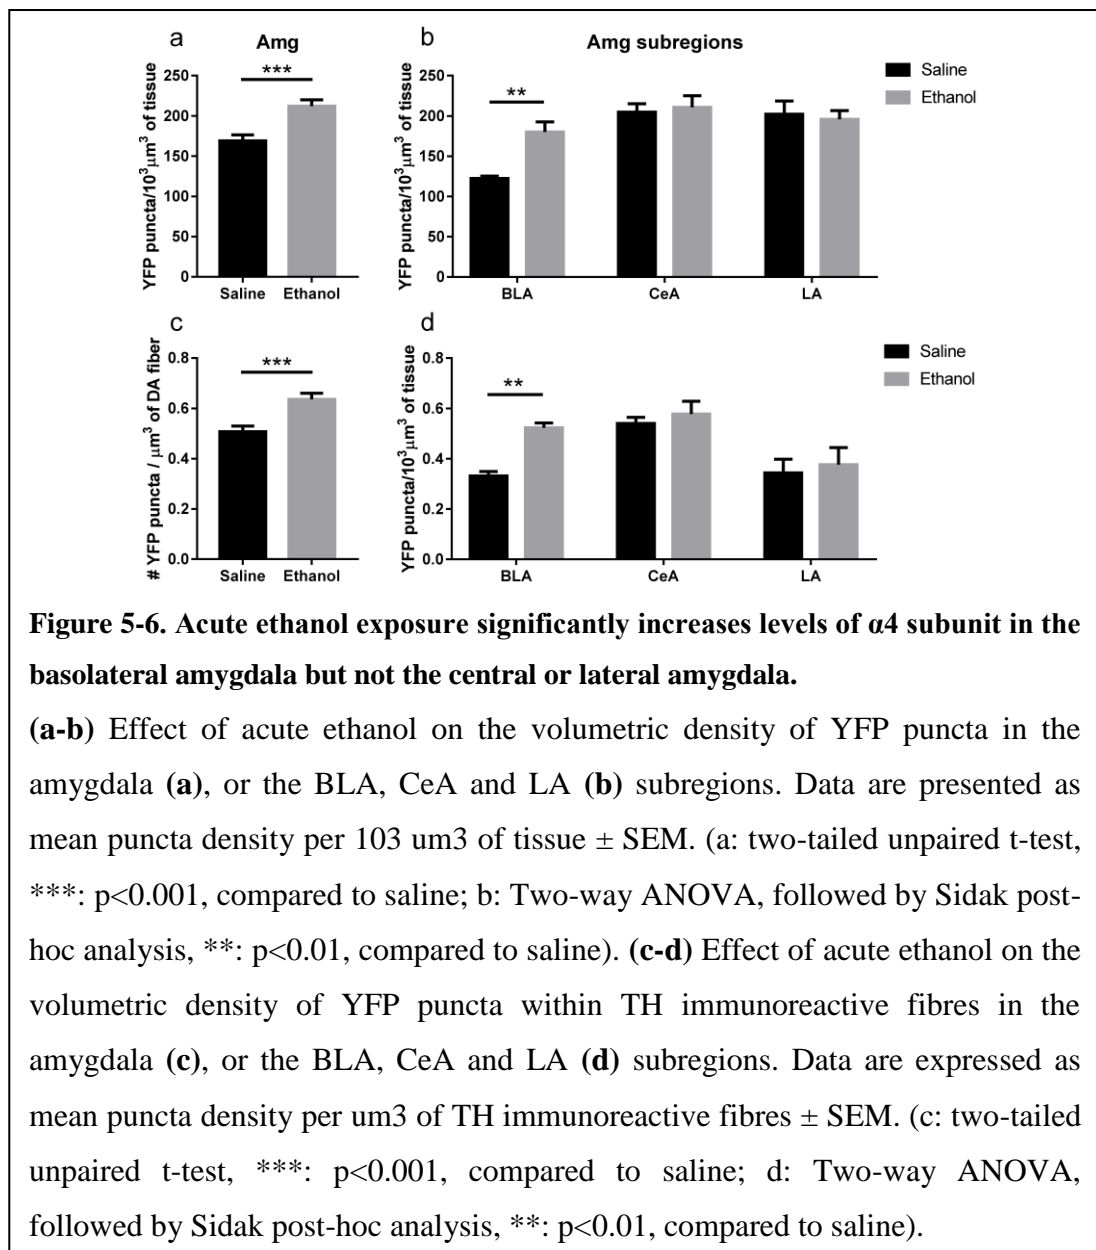 a Amg b Amg subregions
YFP puncta/10³μm³ of tissue
250
200
150
100
50
0
***
Saline Ethanol
YFP puncta/10³μm³ of tissue
250
200
150
100
50
0
**
BLA CeA LA
Saline
Ethanol
c
# YFP puncta / μm³ of DA fiber
0.8
0.6
0.4
0.2
0.0
***
Saline Ethanol
d
YFP puncta/10³μm³ of tissue
0.8
0.6
0.4
0.2
0.0
**
BLA CeA LA
Saline
Ethanol
Figure 5-6. Acute ethanol exposure significantly increases levels of α4 subunit in the
basolateral amygdala but not the central or lateral amygdala.
(a-b) Effect of acute ethanol on the volumetric density of YFP puncta in the
amygdala (a), or the BLA, CeA and LA (b) subregions. Data are presented as
mean puncta density per 103 um3 of tissue ± SEM. (a: two-tailed unpaired t-test,
***: p<0.001, compared to saline; b: Two-way ANOVA, followed by Sidak post-
hoc analysis, **: p<0.01, compared to saline). (c-d) Effect of acute ethanol on the
volumetric density of YFP puncta within TH immunoreactive fibres in the
amygdala (c), or the BLA, CeA and LA (d) subregions. Data are expressed as
mean puncta density per um3 of TH immunoreactive fibres ± SEM. (c: two-tailed
unpaired t-test, ***: p<0.001, compared to saline; d: Two-way ANOVA,
followed by Sidak post-hoc analysis, **: p<0.01, compared to saline).